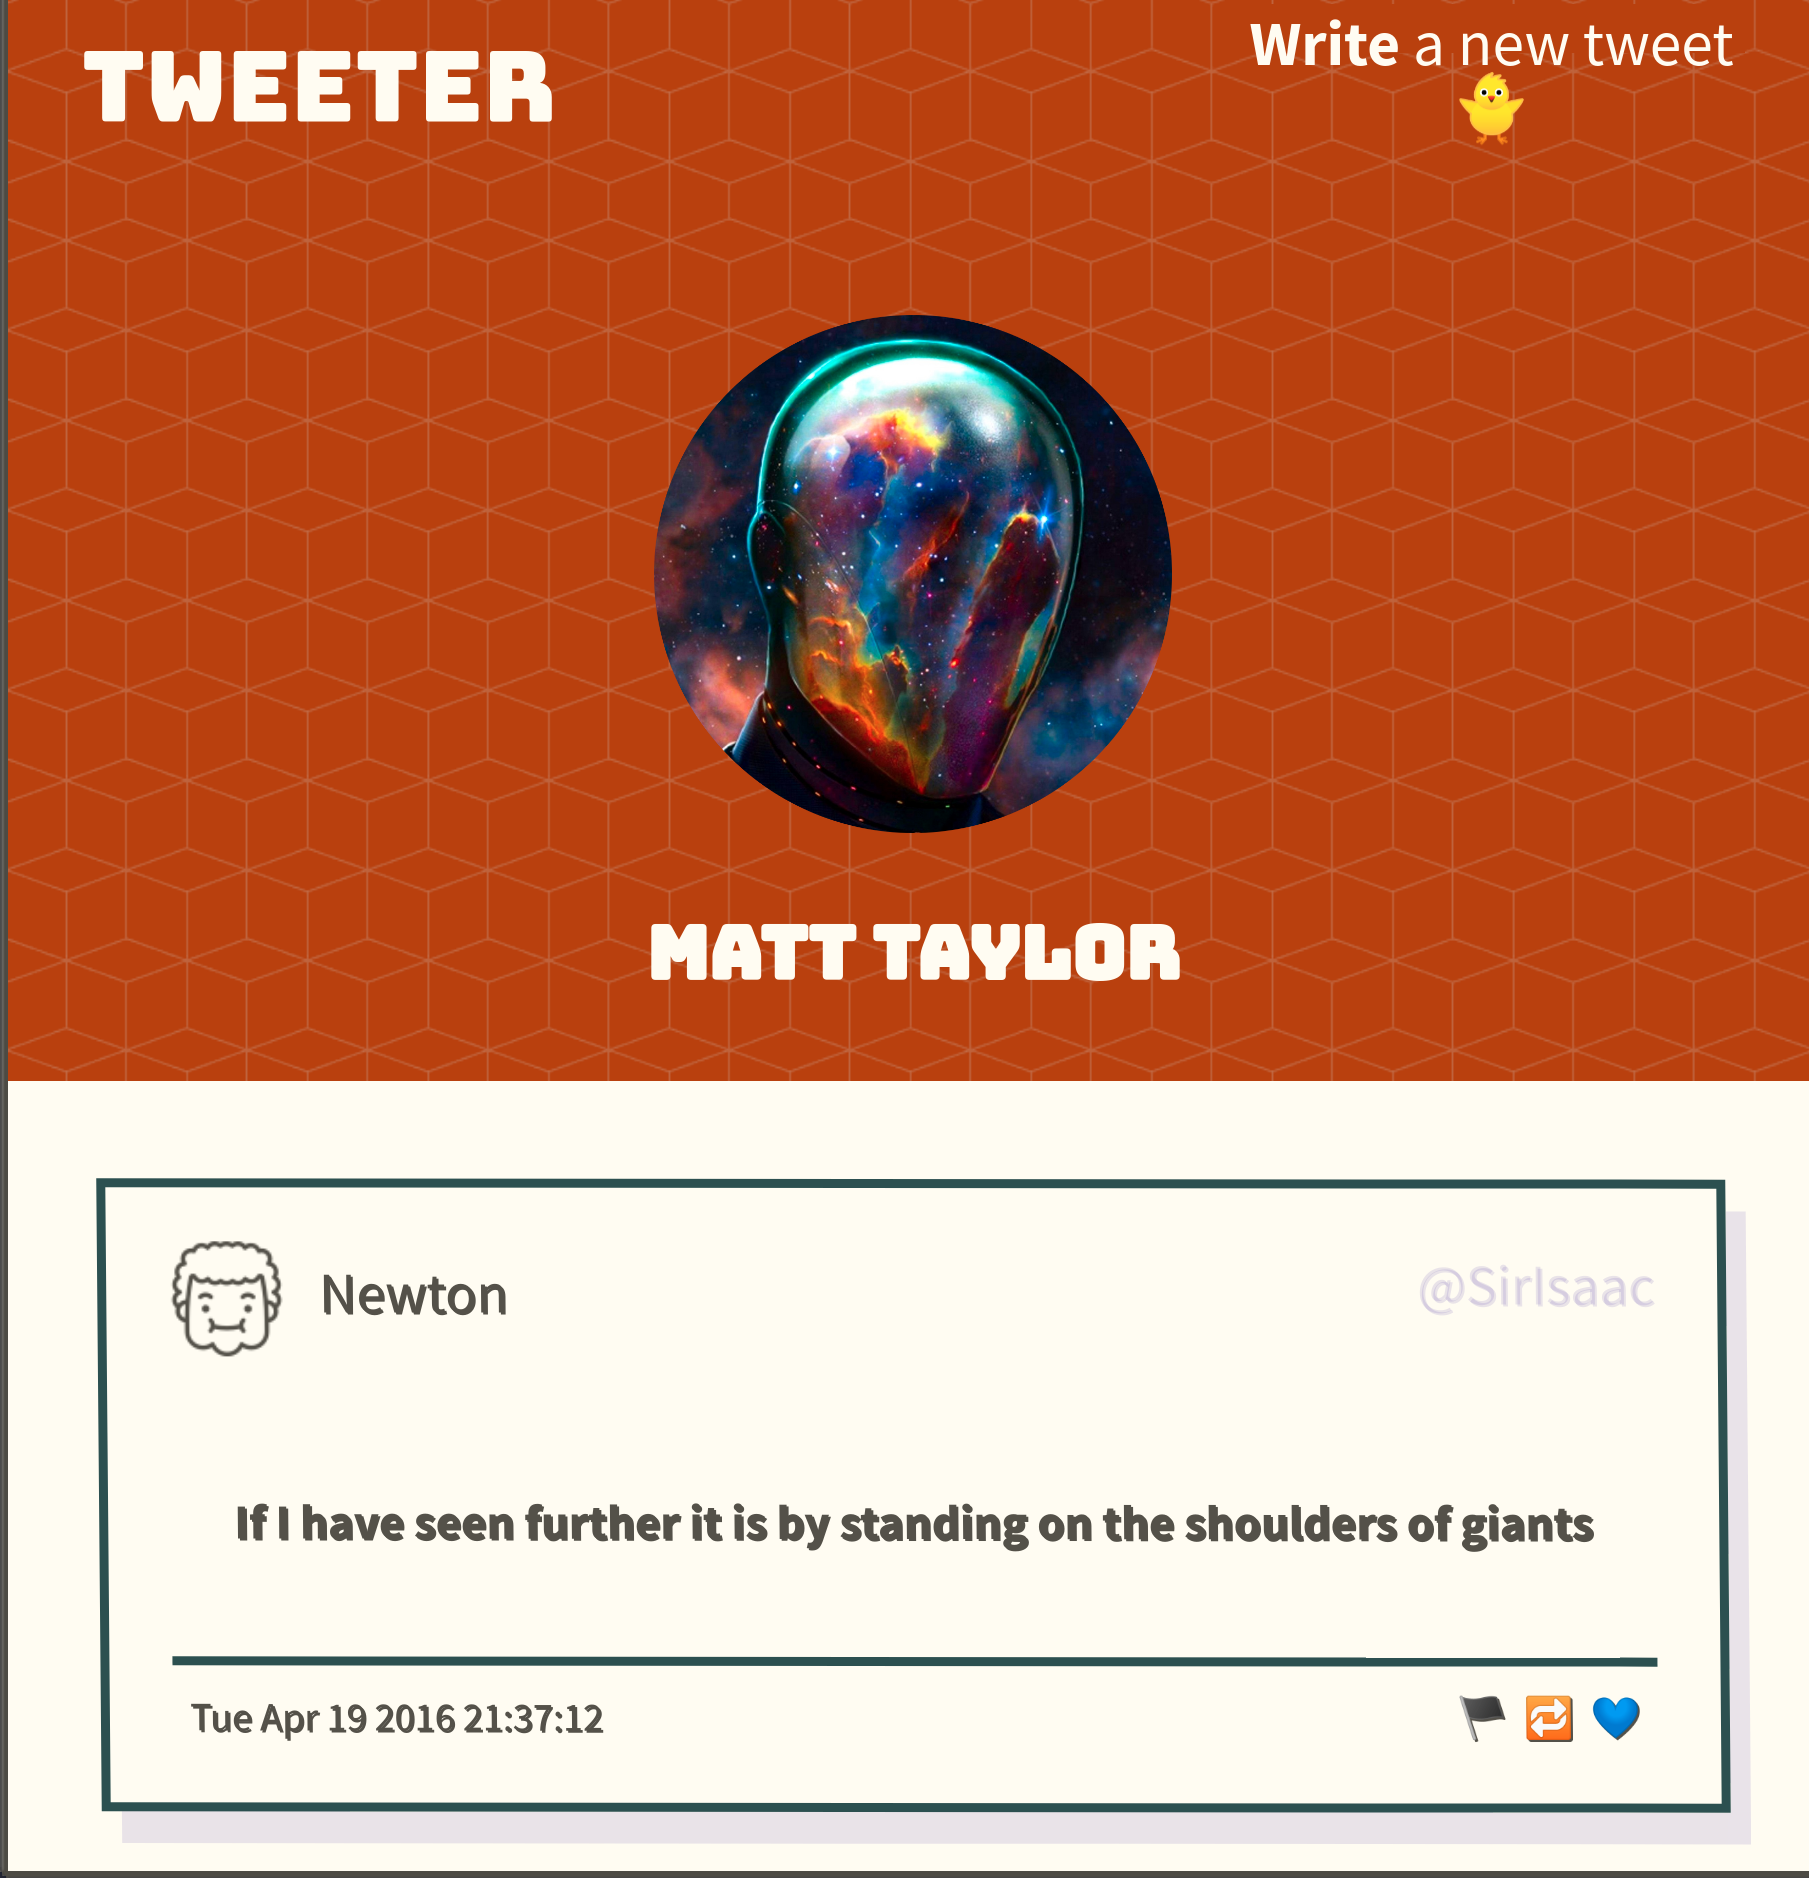 TWEETER
Write a new tweet
MATT TAYLOR
Newton
@SirIsaac
If I have seen further it is by standing on the shoulders of giants
Tue Apr 19 2016 21:37:12